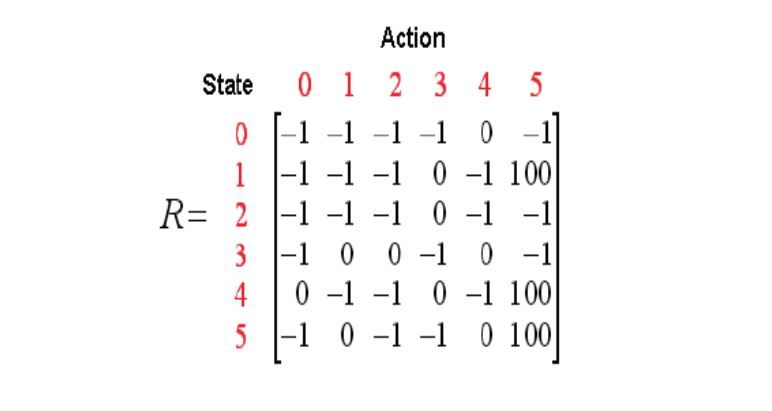 Action
State 0 1 2 3 4 5
0 −1 −1 −1 −1 0 −1
1 −1 −1 −1 0 −1 100
R= 2 −1 −1 −1 0 −1 −1
3 −1 0 0 −1 0 −1
4 0 −1 −1 0 −1 100
5 −1 0 −1 −1 0 100